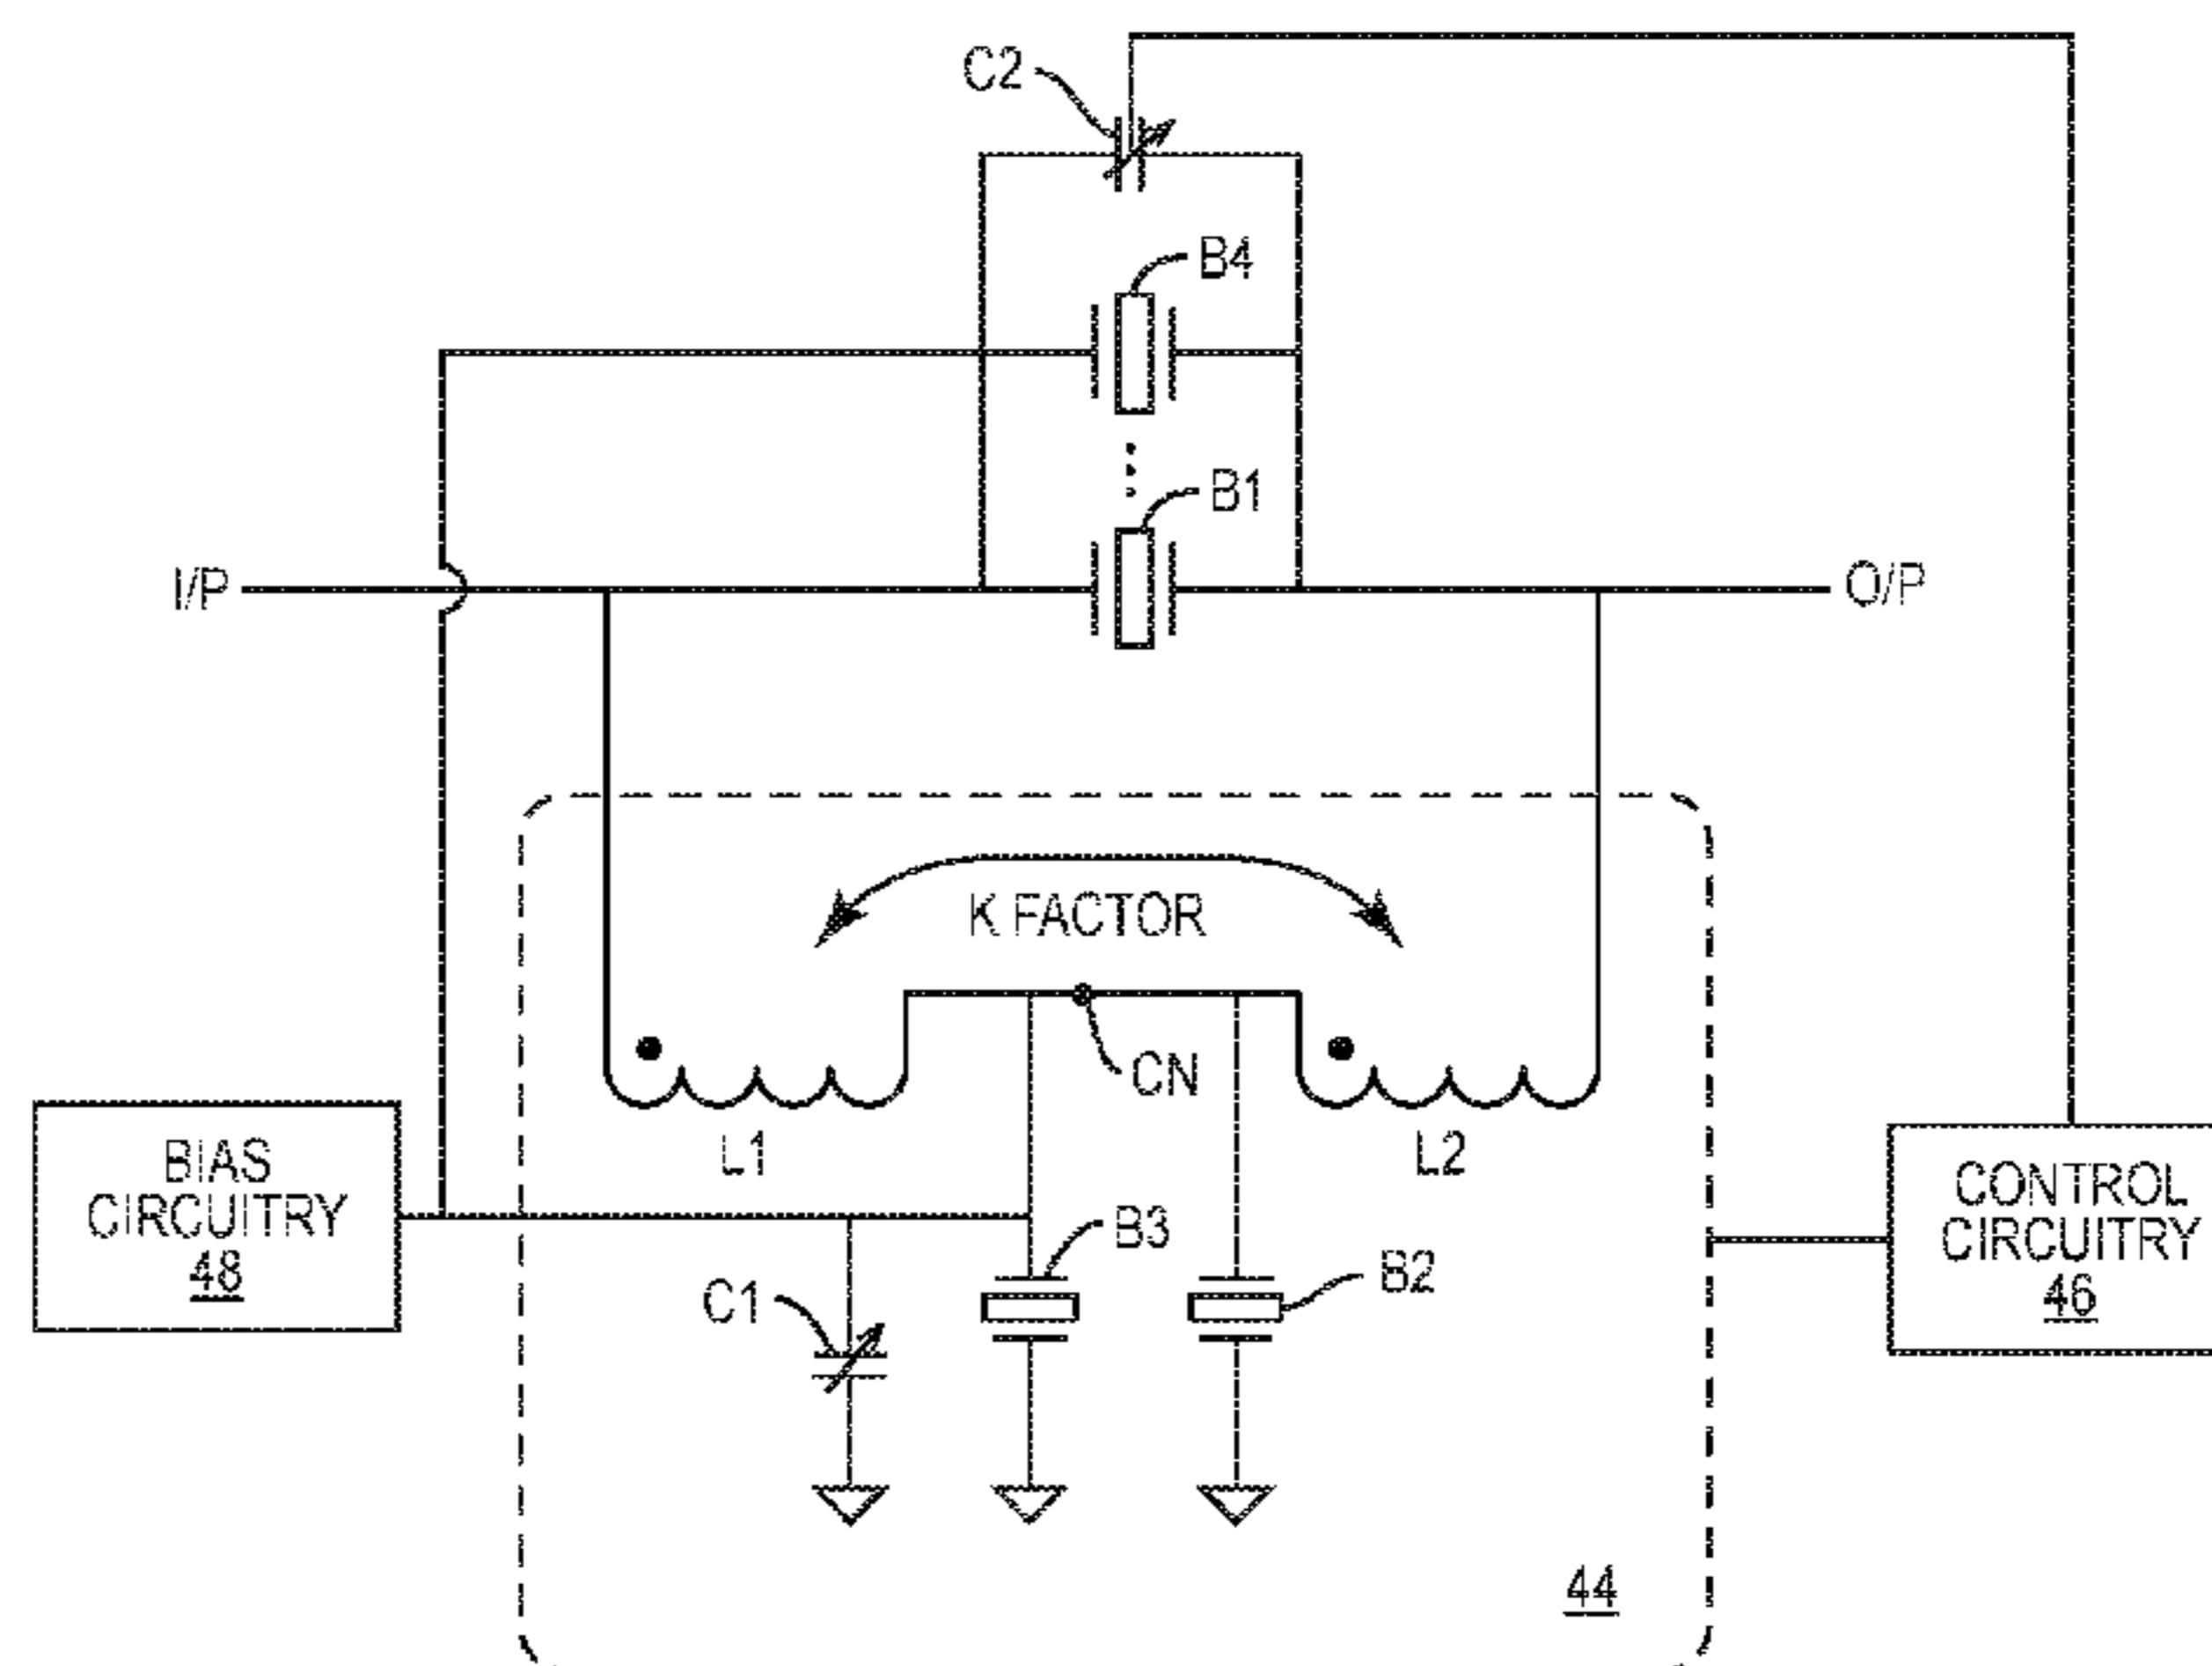 C2
B4
B1
I/P
O/P
K FACTOR
CN
L1
L2
BIAS
CIRCUITRY
48
CONTROL
CIRCUITRY
46
B3
B2
C1
44